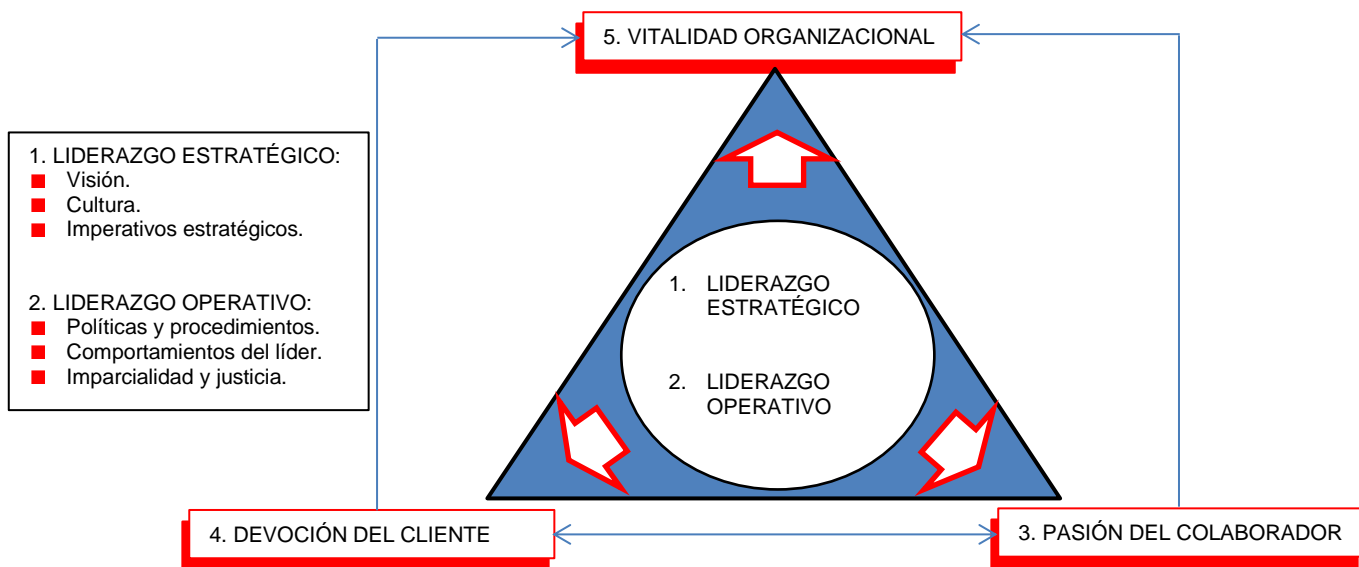 5. VITALIDAD ORGANIZACIONAL
1. LIDERAZGO ESTRATÉGICO:
Visión.
Cultura.
Imperativos estratégicos.
2. LIDERAZGO OPERATIVO:
Políticas y procedimientos.
Comportamientos del líder.
Imparcialidad y justicia.
1. LIDERAZGO
ESTRATÉGICO
2. LIDERAZGO
OPERATIVO
4. DEVOCIÓN DEL CLIENTE
3. PASIÓN DEL COLABORADOR